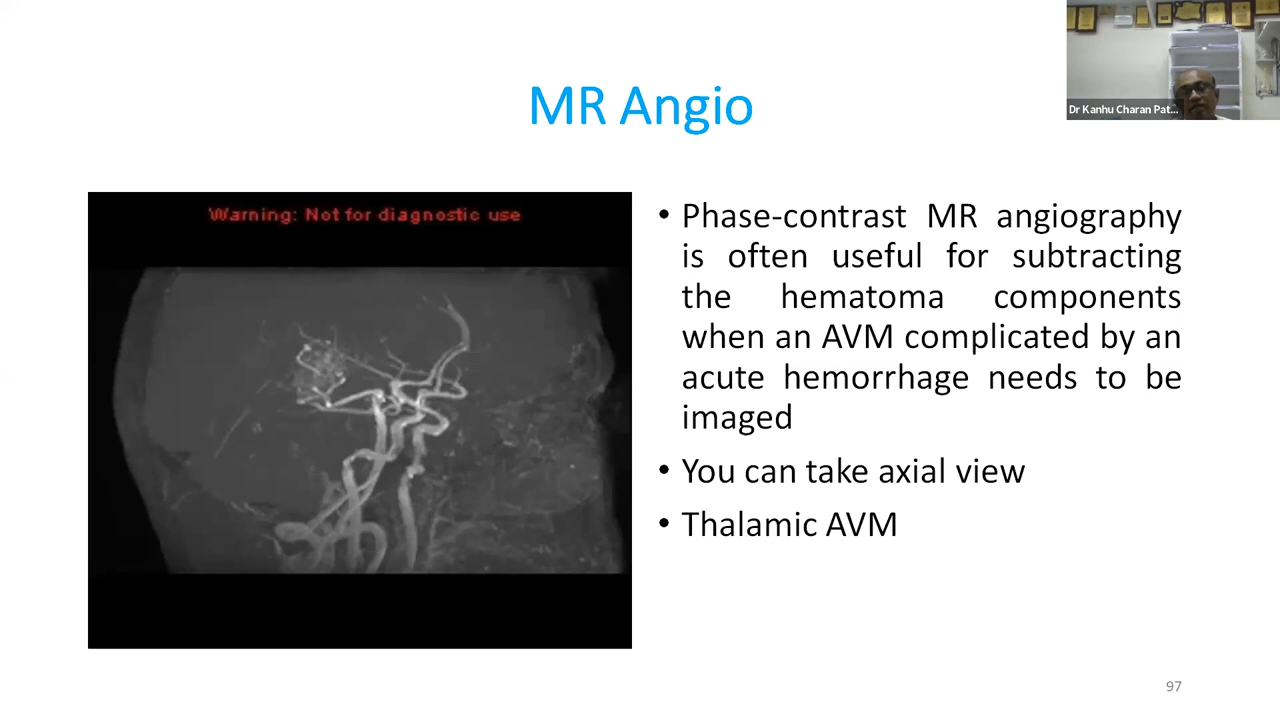 Dr Kanhu Charan Pat...
MR Angio
Warning: Not for diagnostic use
• Phase-contrast MR angiography
is often useful for subtracting
the hematoma components
when an AVM complicated by an
acute hemorrhage needs to be
imaged
• You can take axial view
• Thalamic AVM
97